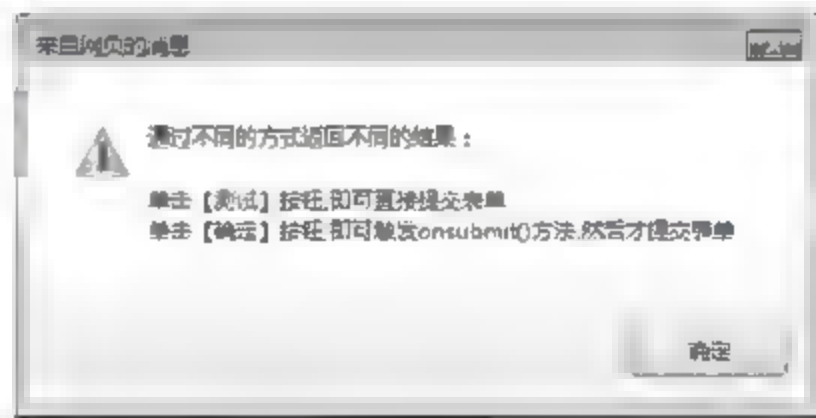 来自网页的消息
通过不同的方式返回不同的结果：
单击【测试】按钮,即可直接提交表单
单击【确定】按钮,即可触发onsubmit()方法,然后才提交表单
确定